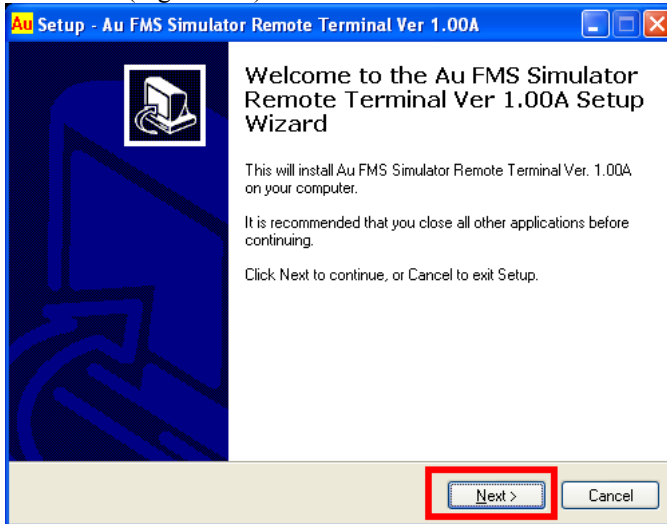 Au Setup - Au FMS Simulator Remote Terminal Ver 1.00A
Welcome to the Au FMS Simulator
Remote Terminal Ver 1.00A Setup
Wizard
This will install Au FMS Simulator Remote Terminal Ver. 1.00A
on your computer.
It is recommended that you close all other applications before
continuing.
Click Next to continue, or Cancel to exit Setup.
Next >
Cancel